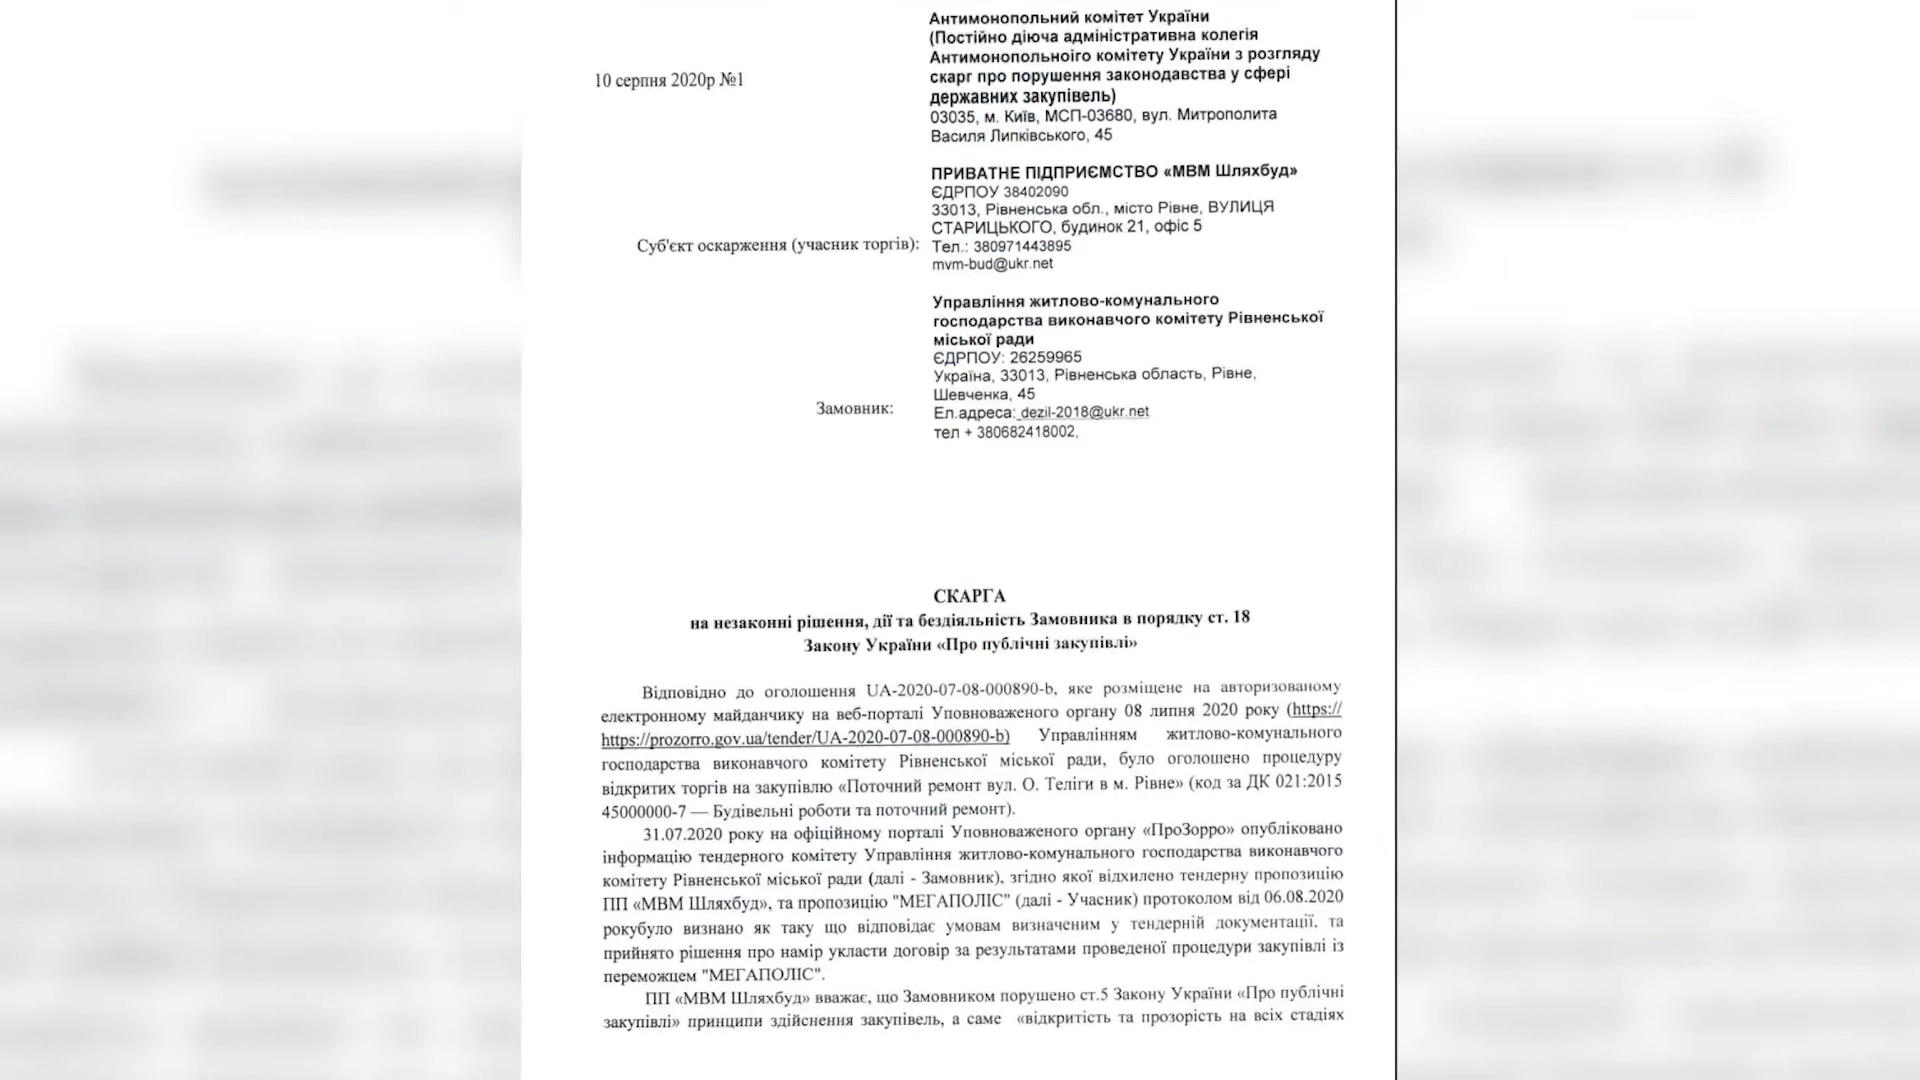 10 серпня 2020р №1
Антимонопольний комітет України
(Постійно діюча адміністративна колегія
Антимонопольноіго комітету України з розгляду
скарг про порушення законодавства у сфері
державних закупівель)
03035, м. Київ, МСП-03680, вул. Митрополита
Василя Липківського, 45
Суб'єкт оскарження (учасник торгів):
ПРИВАТНЕ ПІДПРИЄМСТВО «МВМ Шляхбуд»
ЄДРПОУ 38402090
33013, Рівненська обл., місто Рівне, ВУЛИЦЯ
СТАРИЦЬКОГО, будинок 21, офіс 5
Тел.: 380971443895
mvm-bud@ukr.net
Замовник:
Управління житлово-комунального
господарства виконавчого комітету Рівненської
міської ради
ЄДРПОУ: 26259965
Україна, 33013, Рівненська область, Рівне,
Шевченка, 45
Ел.адреса: dezil-2018@ukr.net
тел + 380682418002,
СКАРГА
на незаконні рішення, дії та бездіяльність Замовника в порядку ст. 18
Закону України «Про публічні закупівлі»
Відповідно до оголошення UA-2020-07-08-000890-b, яке розміщене на авторизованому
електронному майданчику на веб-порталі Уповноваженого органу 08 липня 2020 року (https://
https://prozorro.gov.ua/tender/UA-2020-07-08-000890-b) Управлінням житлово-комунального
господарства виконавчого комітету Рівненської міської ради, було оголошено процедуру
відкритих торгів на закупівлю «Поточний ремонт вул. О. Теліги в м. Рівне» (код за ДК 021:2015
45000000-7 — Будівельні роботи та поточний ремонт).
31.07.2020 року на офіційному порталі Уповноваженого органу «ПроЗорро» опубліковано
інформацію тендерного комітету Управління житлово-комунального господарства виконавчого
комітету Рівненської міської ради (далі - Замовник), згідно якої відхилено тендерну пропозицію
ПП «МВМ Шляхбуд», та пропозицію "МЕГАПОЛІС" (далі - Учасник) протоколом від 06.08.2020
рокубуло визнано як таку що відповідає умовам визначеним у тендерній документації, та
прийнято рішення про намір укласти договір за результатами проведеної процедури закупівлі із
переможцем "МЕГАПОЛІС".
ПП «МВМ Шляхбуд» вважає, що Замовником порушено ст.5 Закону України «Про публічні
закупівлі» принципи здійснення закупівель, а саме «відкритість та прозорість на всіх стадіях